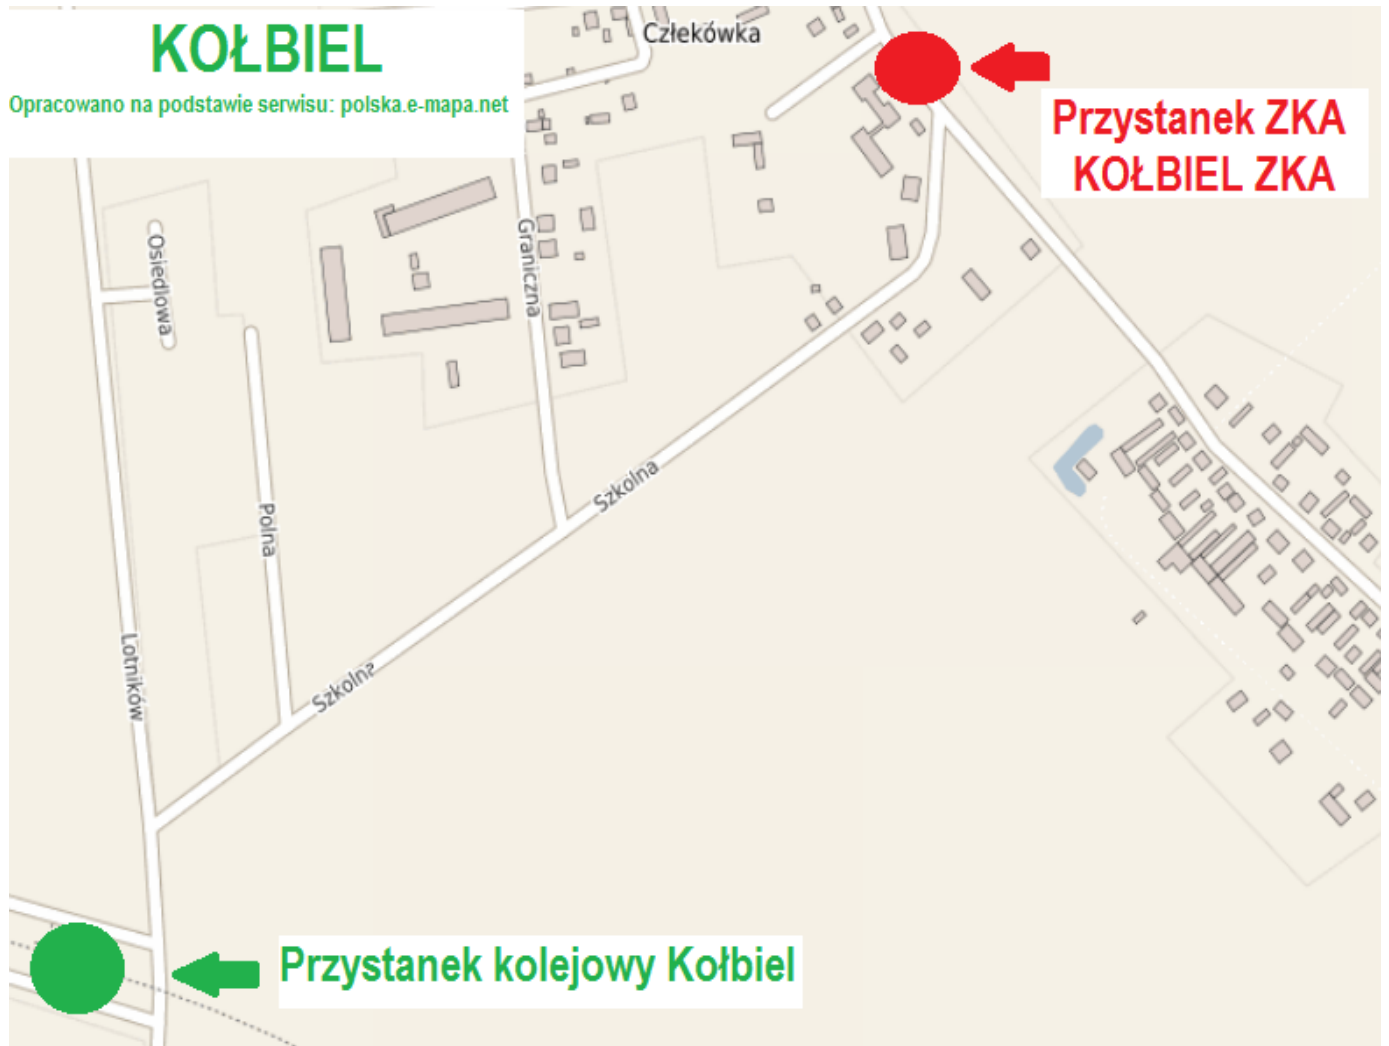 KOŁBIEL
Opracowano na podstawie serwisu: polska.e-mapa.net
Człekówka
Przystanek ZKA
KOŁBIEL ZKA
Osiedlowa
Graniczna
Szkolna
Polna
Lotników
Szkolna
Przystanek kolejowy Kołbiel